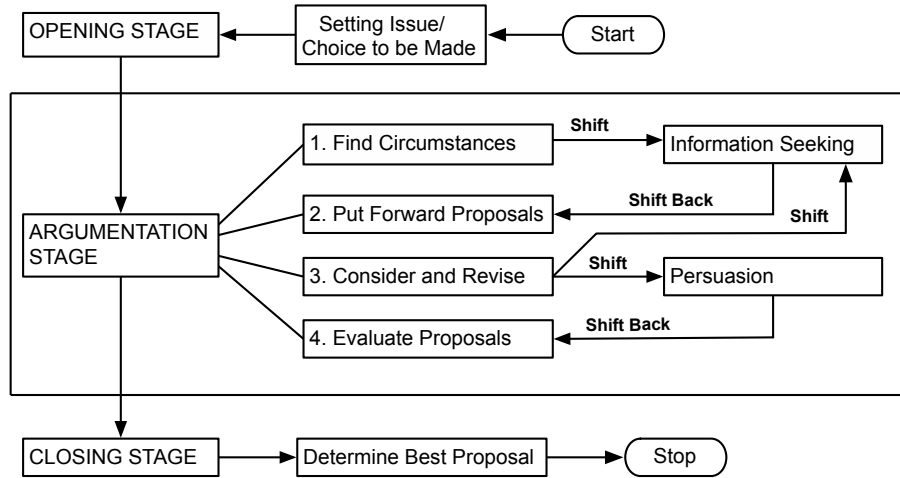 OPENING STAGE
Setting Issue/
Choice to be Made
Start
1. Find Circumstances
Shift
Information Seeking
2. Put Forward Proposals
Shift Back
Shift
ARGUMENTATION
STAGE
3. Consider and Revise
Shift
Persuasion
4. Evaluate Proposals
Shift Back
CLOSING STAGE
Determine Best Proposal
Stop